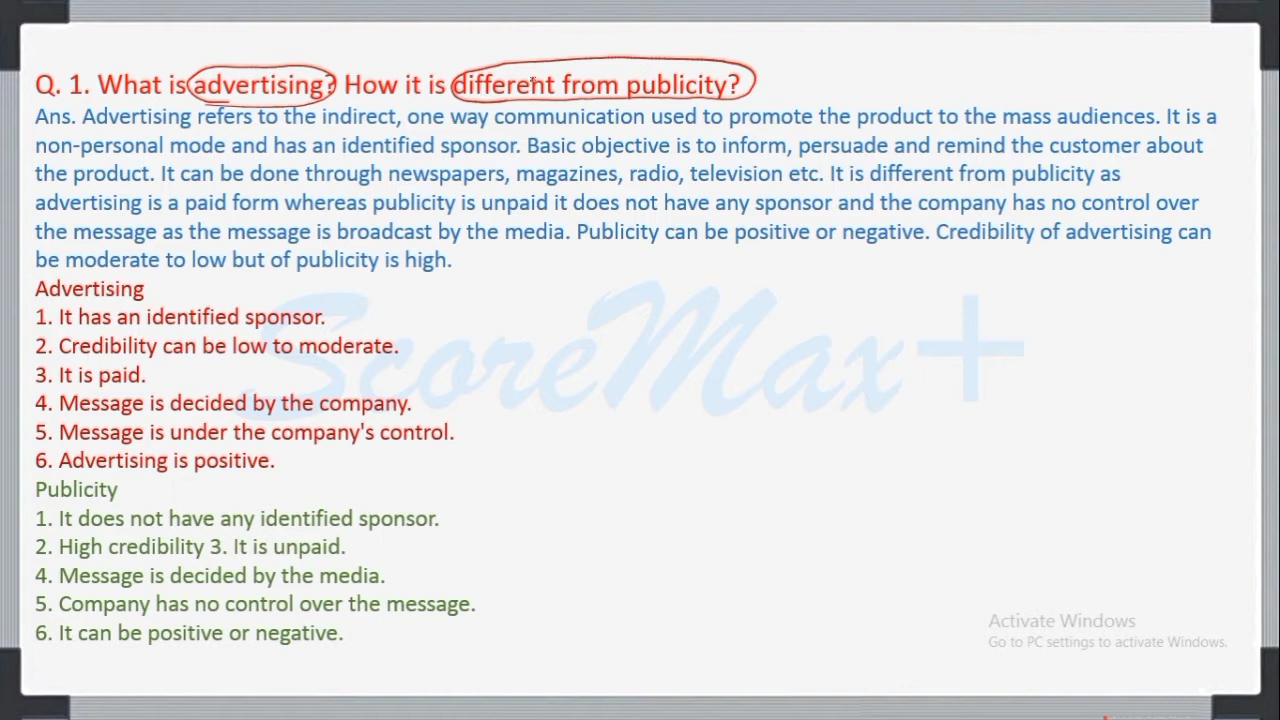 Q. 1. What is advertising? How it is different from publicity?
Ans. Advertising refers to the indirect, one way communication used to promote the product to the mass audiences. It is a
non-personal mode and has an identified sponsor. Basic objective is to inform, persuade and remind the customer about
the product. It can be done through newspapers, magazines, radio, television etc. It is different from publicity as
advertising is a paid form whereas publicity is unpaid it does not have any sponsor and the company has no control over
the message as the message is broadcast by the media. Publicity can be positive or negative. Credibility of advertising can
be moderate to low but of publicity is high.
Advertising
1. It has an identified sponsor.
2. Credibility can be low to moderate.
3. It is paid.
4. Message is decided by the company.
5. Message is under the company's control.
6. Advertising is positive.
Publicity
1. It does not have any identified sponsor.
2. High credibility 3. It is unpaid.
4. Message is decided by the media.
5. Company has no control over the message.
6. It can be positive or negative.
ScoreMax+
Activate Windows
Go to PC settings to activate Windows.